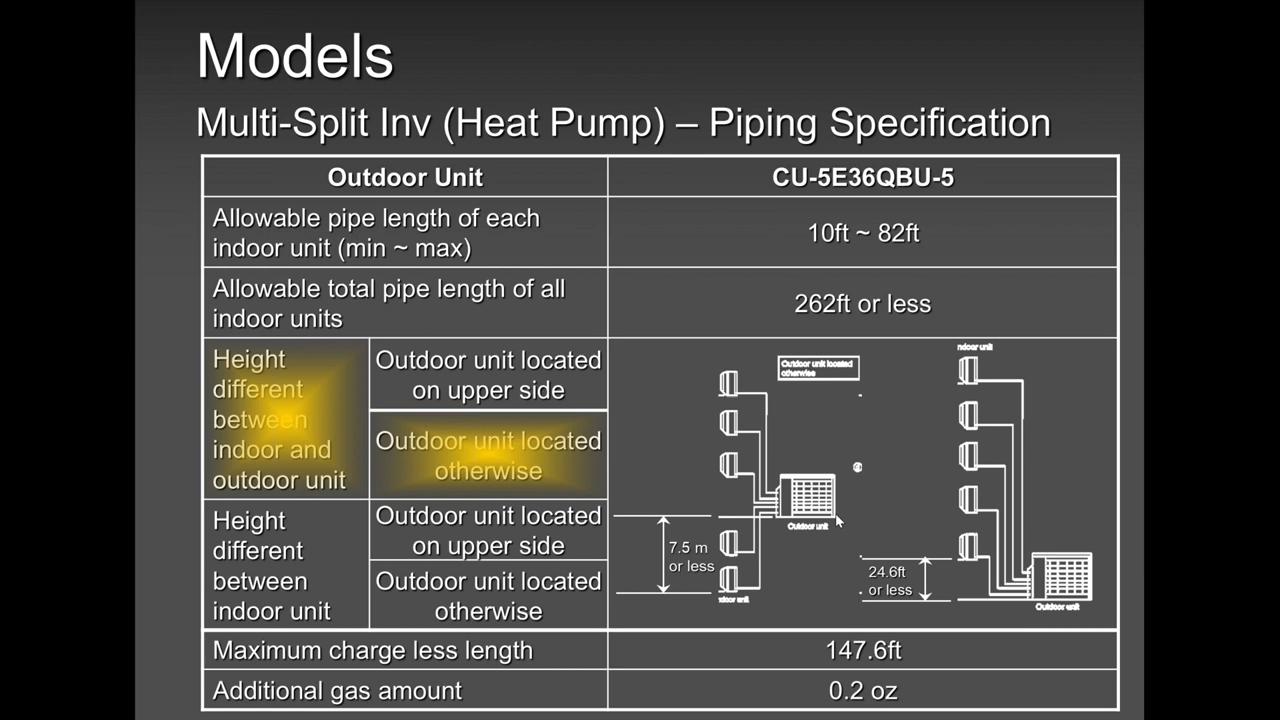 Models
Multi-Split Inv (Heat Pump) – Piping Specification
Outdoor Unit
CU-5E36QBU-5
Allowable pipe length of each
indoor unit (min ~ max)
10ft ~ 82ft
Allowable total pipe length of all
indoor units
262ft or less
Height
different
between
indoor and
outdoor unit
Outdoor unit located
on upper side
Outdoor unit located
otherwise
Height
different
between
indoor unit
Outdoor unit located
on upper side
Outdoor unit located
otherwise
Outdoor unit located
otherwise
Outdoor unit
7.5 m
or less
ndoor unit
ndoor unit
24.6ft
or less
Outdoor unit
Maximum charge less length
147.6ft
Additional gas amount
0.2 oz